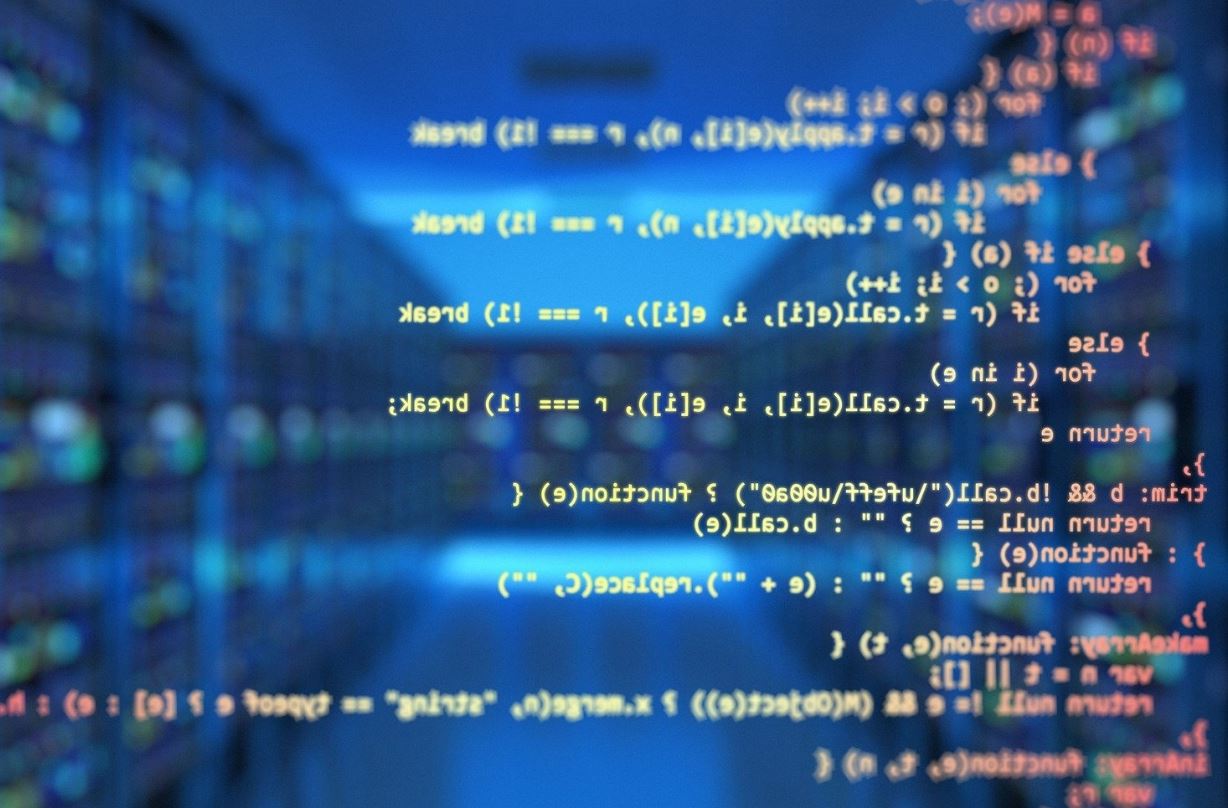 a = M(e);
if (n) {
if (a) {
for (; o > i; i++)
if (r = t.apply(e[i], n), r === !1) break
} else
for (i in e)
if (r = t.apply(e[i], n), r === !1) break
} else if (a) {
for (; o > i; i++)
if (r = t.call(e[i], i, e[i]), r === !1) break
} else
for (i in e)
if (r = t.call(e[i], i, e[i]), r === !1) break;
return e
},
trim: b && !b.call("/ufeff/u00a0") ? function(e) {
return null == e ? "" : b.call(e)
} : function(e) {
return null == e ? "" : (e + "").replace(C, "")
},
makeArray: function(e, t) {
var n = t || [];
return null != e && (M(Object(e)) ? x.merge(n, "string" == typeof e ? [e] : e) : h.
},
inArray: function(e, t, n) {
var r;